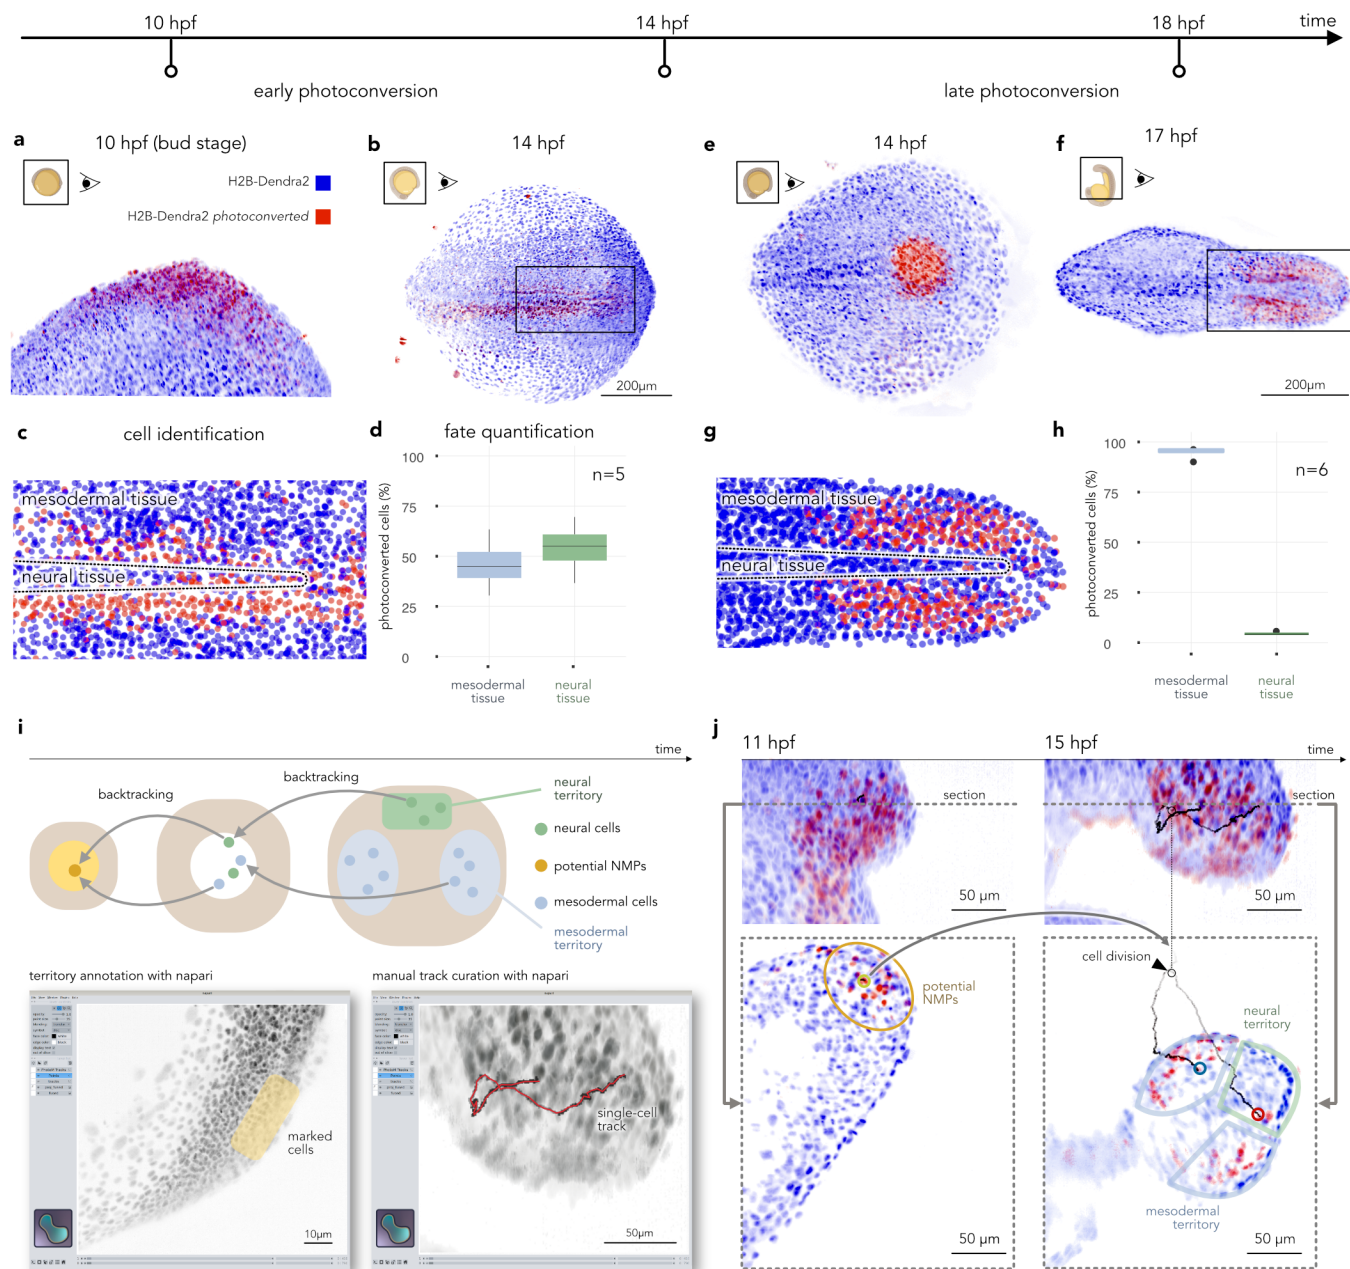 10 hpf
14 hpf
18 hpf
time
early photoconversion
late photoconversion
a
10 hpf (bud stage)
H2B-Dendra2
H2B-Dendra2 photoconverted
b
14 hpf
200μm
e
14 hpf
f
17 hpf
200μm
c
cell identification
mesodermal tissue
neural tissue
d
fate quantification
photoconverted cells (%)
100
75
50
25
0
n=5
mesodermal
tissue
neural
tissue
g
mesodermal tissue
neural tissue
h
photoconverted cells (%)
100
75
50
25
0
n=6
mesodermal
tissue
neural
tissue
i
time
backtracking
backtracking
neural
territory
neural cells
potential NMPs
mesodermal cells
mesodermal
territory
territory annotation with napari
marked
cells
10μm
manual track curation with napari
single-cell
track
50μm
j
11 hpf
15 hpf
time
section
section
50 μm
50 μm
potential
NMPs
50 μm
cell division
neural
territory
mesodermal
territory
50 μm